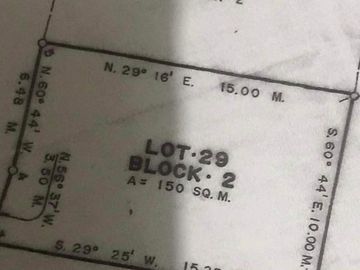 2
N. 29° 16' E. 15.00 M.
N. 60° 44' W.
6.48 M.
S. 60° 44' E. 10.00 M.
LOT·29
BLOCK·2
A = 150 SQ. M.
N. 56° 37' W.
3.50 M.
S. 29° 25' W.